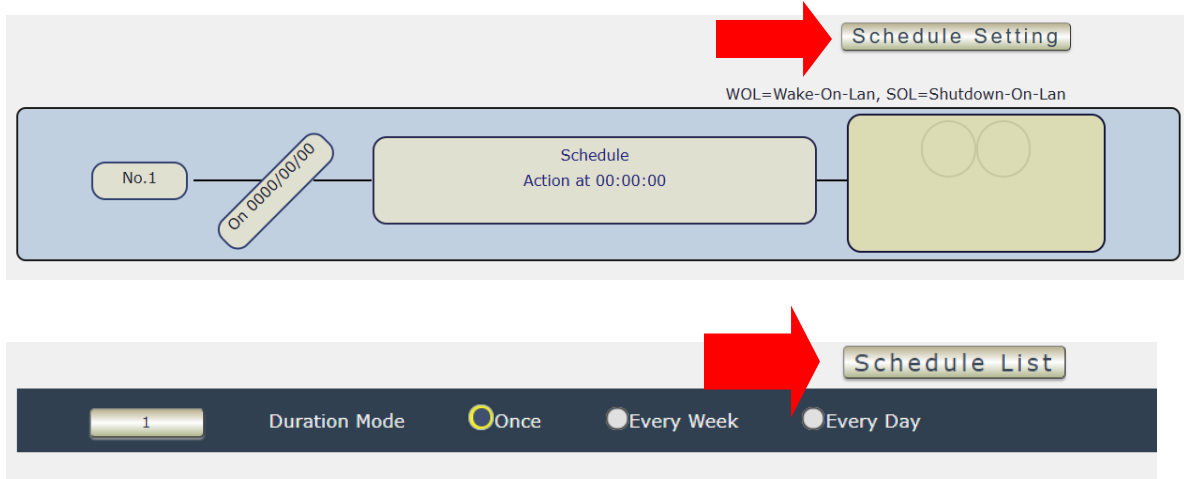 Schedule Setting
WOL=Wake-On-Lan, SOL=Shutdown-On-Lan
No.1
On 0000/00/00
Schedule
Action at 00:00:00
Schedule List
1 Duration Mode Once Every Week Every Day